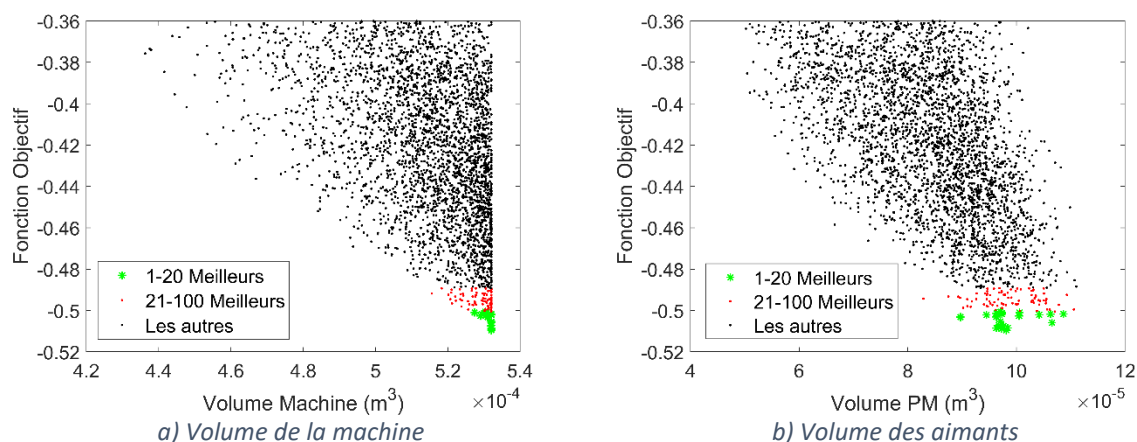 -0.36
-0.38
-0.4
-0.42
-0.44
-0.46
-0.48
-0.5
-0.52
Fonction Objectif
1-20 Meilleurs
21-100 Meilleurs
Les autres
4.2 4.4 4.6 4.8 5 5.2 5.4
Volume Machine (m³) ×10⁻⁴
a) Volume de la machine
-0.36
-0.38
-0.4
-0.42
-0.44
-0.46
-0.48
-0.5
-0.52
Fonction Objectif
1-20 Meilleurs
21-100 Meilleurs
Les autres
4 6 8 10 12
Volume PM (m³) ×10⁻⁵
b) Volume des aimants